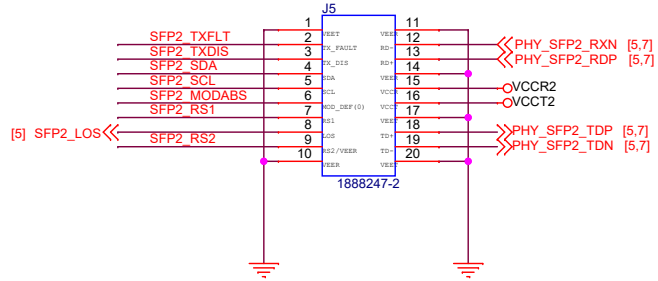 J5
1 VEET VEER 11
SFP2_TXFLT 2 TX_FAULT RD- 12 PHY_SFP2_RXN [5,7]
SFP2_TXDIS 3 TX_DIS RD+ 13 PHY_SFP2_RDP [5,7]
SFP2_SDA 4 SDA VEER 14
SFP2_SCL 5 SCL VCCR 15 VCCR2
SFP2_MODABS 6 MOD_DEF(0) VCCT 16 VCCT2
SFP2_RS1 7 RS1 VEET 17
[5] SFP2_LOS 8 LOS TD+ 18 PHY_SFP2_TDP [5,7]
SFP2_RS2 9 RS2/VEER TD- 19 PHY_SFP2_TDN [5,7]
10 VEER VEET 20
1888247-2